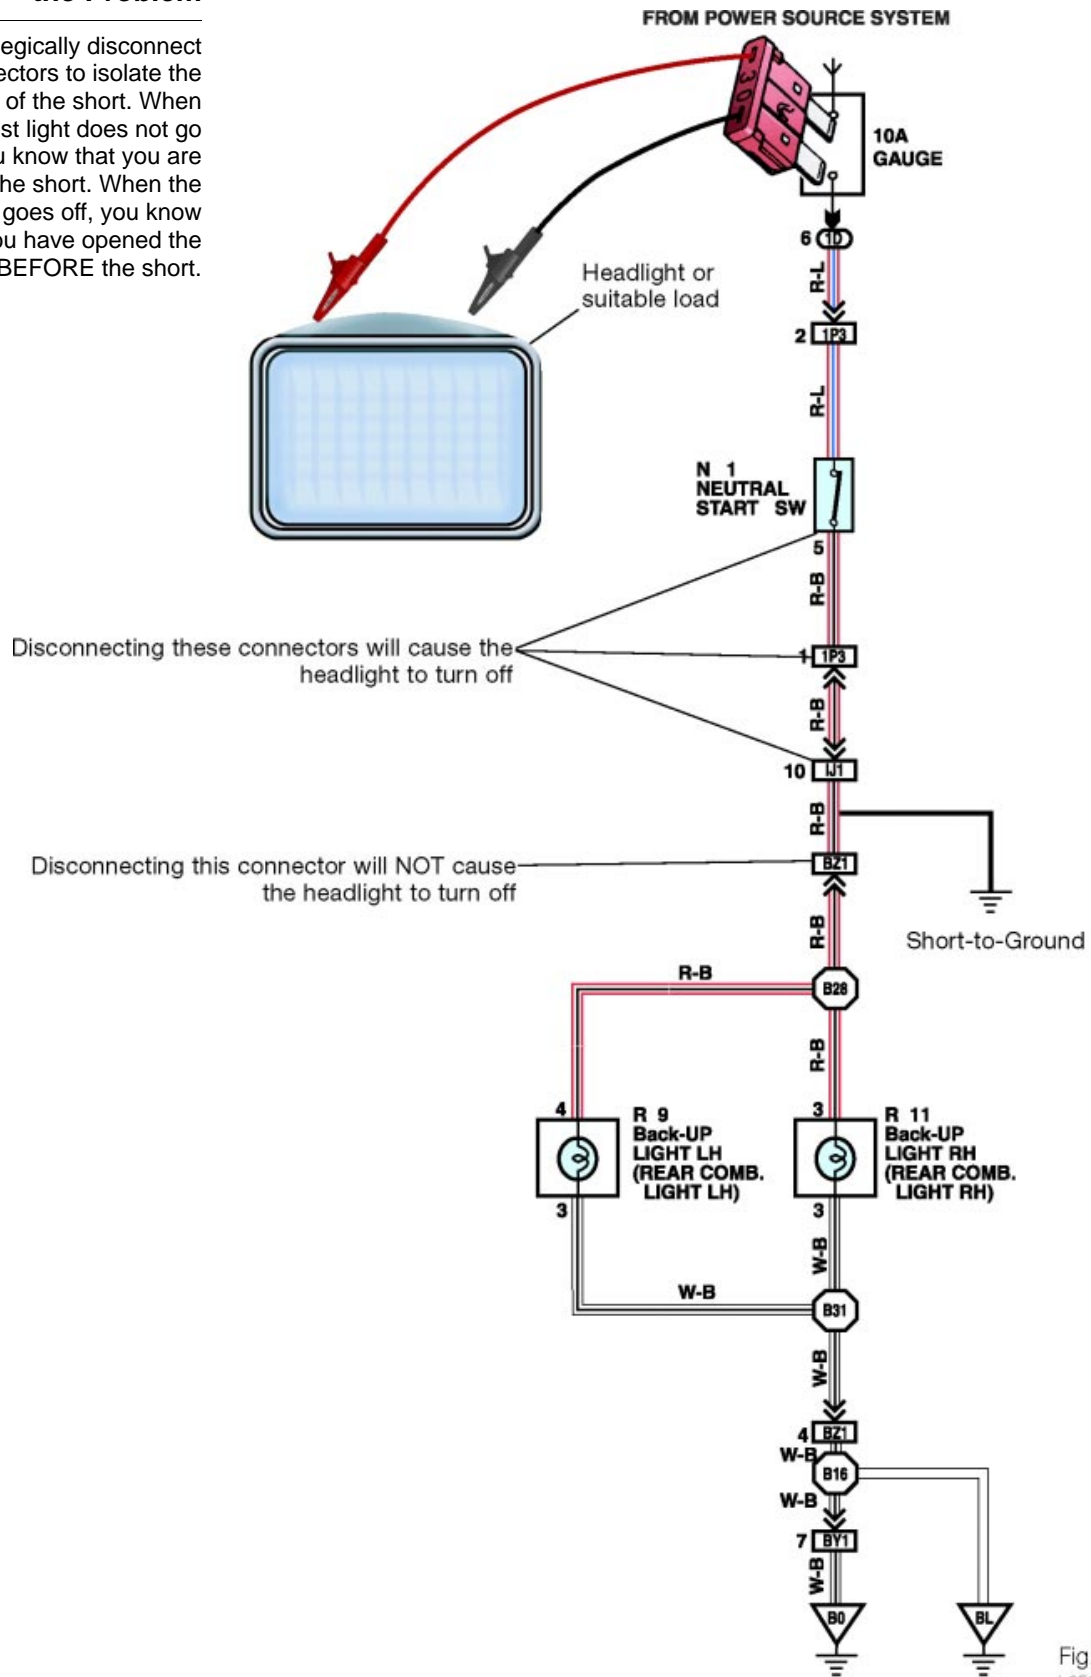 the Problem
egically disconnect
ectors to isolate the
of the short. When
st light does not go
u know that you are
he short. When the
goes off, you know
ou have opened the
BEFORE the short.
FROM POWER SOURCE SYSTEM
30
10A
GAUGE
6 1D
R-L
Headlight or
suitable load
2 1P3
R-L
N 1
NEUTRAL
START SW
5
R-B
Disconnecting these connectors will cause the
headlight to turn off
1 1P3
R-B
10 IJ1
R-B
Disconnecting this connector will NOT cause
the headlight to turn off
BZ1
R-B
Short-to-Ground
R-B
B28
R-B
4
R 9
Back-UP
LIGHT LH
(REAR COMB.
LIGHT LH)
3
3
R 11
Back-UP
LIGHT RH
(REAR COMB.
LIGHT RH)
3
W-B
W-B
B31
W-B
4 BZ1
W-B
B16
W-B
7 BY1
W-B
B0
BL
Fig